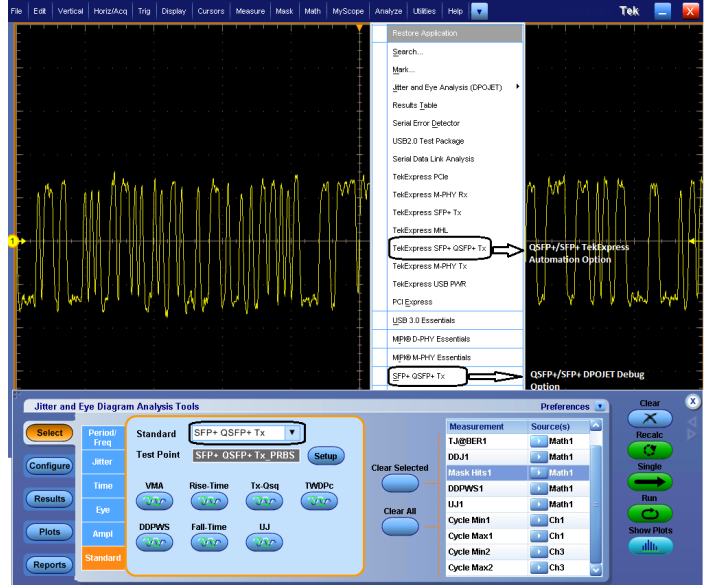 File Edit Vertical Horiz/Acq Trig Display Cursors Measure Mask Math MyScope Analyze Utilities Help Tek X
Restore Application
Search...
Mark...
Jitter and Eye Analysis (DPOJET)
Results Table
Serial Error Detector
USB2.0 Test Package
Serial Data Link Analysis
TekExpress PCIe
TekExpress M-PHY Rx
TekExpress SFP+ Tx
TekExpress MHL
TekExpress SFP+ QSFP+ Tx
TekExpress M-PHY Tx
TekExpress USB PWR
PCI Express
USB 3.0 Essentials
MIPI® D-PHY Essentials
MIPI® M-PHY Essentials
SFP+ QSFP+ Tx
QSFP+/SFP+ TekExpress
Automation Option
QSFP+/SFP+ DPOJET Debug
Option
1
Jitter and Eye Diagram Analysis Tools
Preferences
Select
Configure
Results
Plots
Reports
Period/
Freq
Jitter
Time
Eye
Ampl
Standard
Standard SFP+ QSFP+ Tx
Test Point SFP+ QSFP+ Tx_PRBS Setup
VMA Rise-Time Tx-Qsq TWDPc
DDPWS Fall-Time UJ
Clear Selected
Clear All
Measurement Source(s)
TJ@BER1 Math1
DDJ1 Math1
Mask Hits1 Math1
DDPWS1 Math1
UJ1 Math1
Cycle Min1 Ch1
Cycle Max1 Ch1
Cycle Min2 Ch3
Cycle Max2 Ch3
Clear
Recalc
Single
Run
Show Plots
X